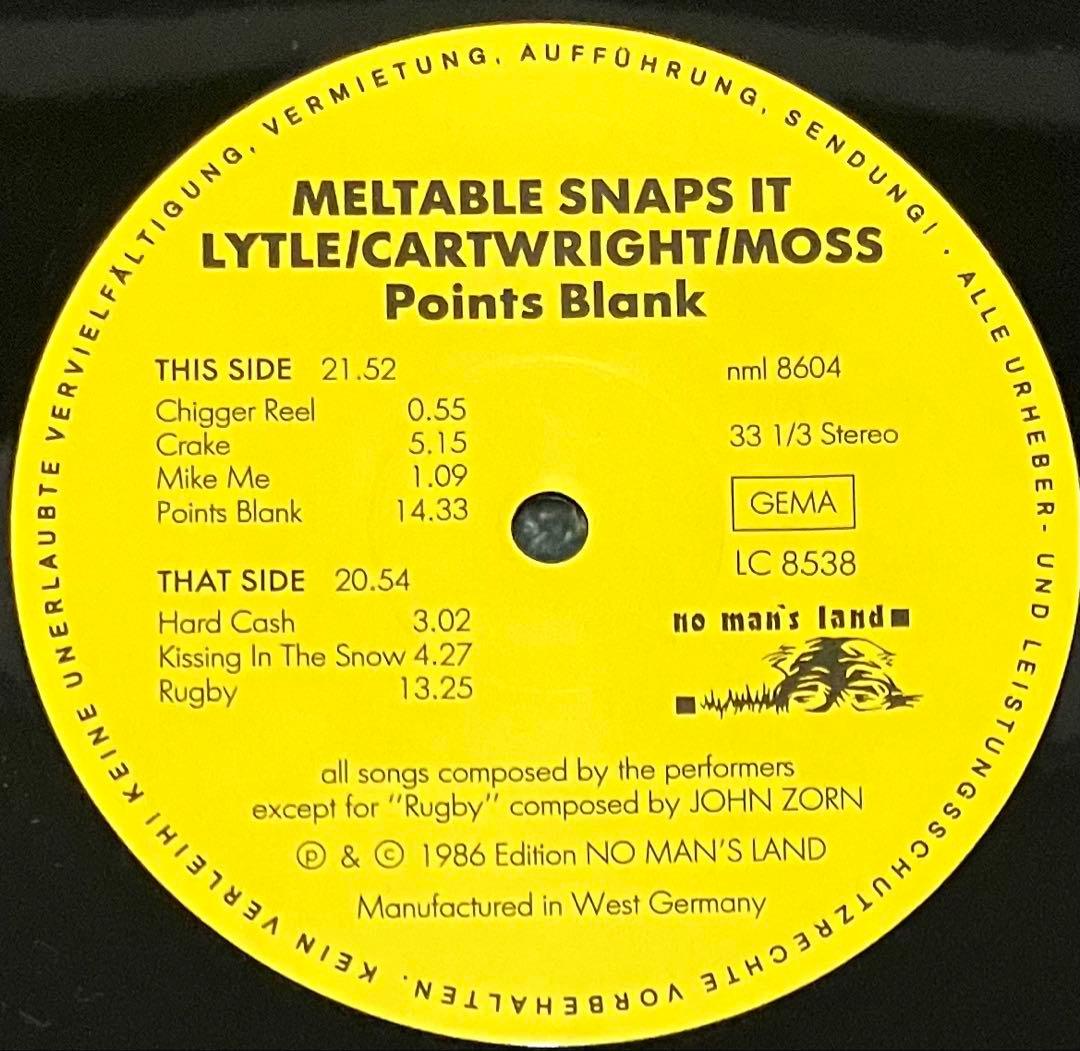 ALLE URHEBER- UND LEISTUNGSSCHUTZRECHTE VORBEHALTEN. KEIN VERLEIH! KEINE UNERLAUBTE VERVIELFÄLTIGUNG, VERMIETUNG, AUFFÜHRUNG, SENDUNG! ·
MELTABLE SNAPS IT
LYTLE/CARTWRIGHT/MOSS
Points Blank
THIS SIDE 21.52
Chigger Reel 0.55
Crake 5.15
Mike Me 1.09
Points Blank 14.33
THAT SIDE 20.54
Hard Cash 3.02
Kissing In The Snow 4.27
Rugby 13.25
nml 8604
33 1/3 Stereo
GEMA
LC 8538
no man's land
all songs composed by the performers
except for "Rugby" composed by JOHN ZORN
℗ & © 1986 Edition NO MAN'S LAND
Manufactured in West Germany